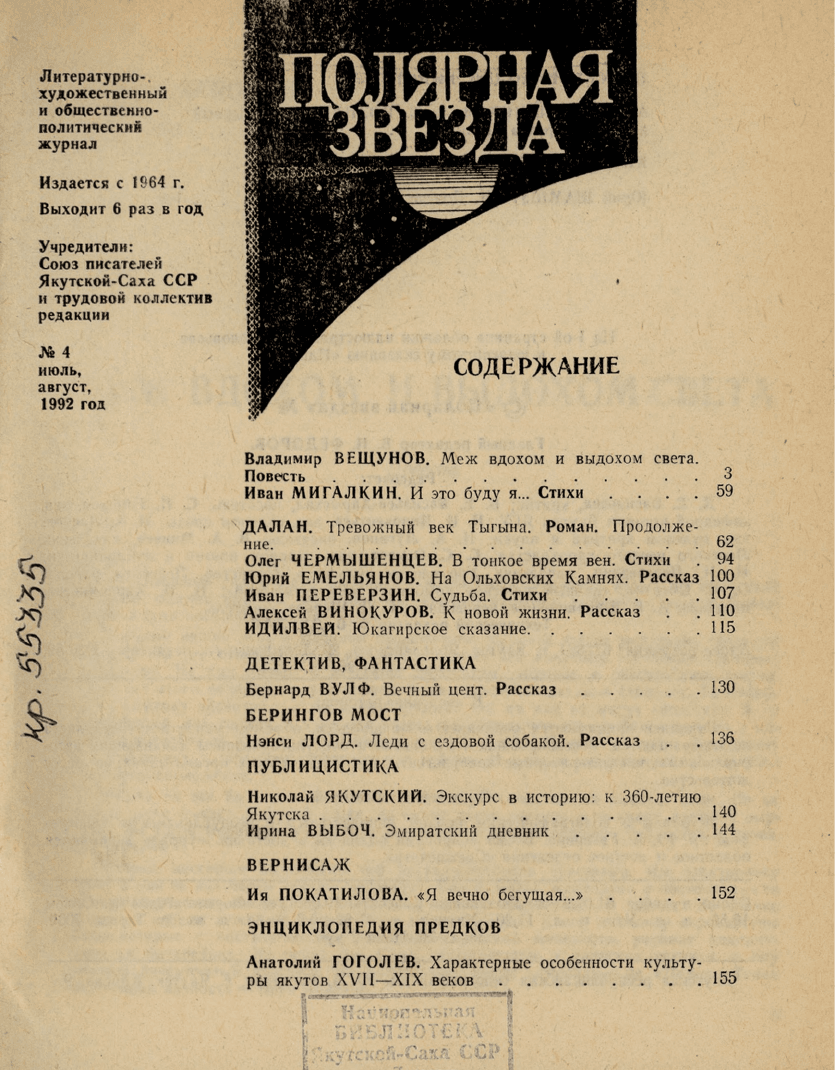 Литературно-
художественный
и общественно-
политический
журнал
Издается с 1964 г.
Выходит 6 раз в год
Учредители:
Союз писателей
Якутской-Саха ССР
и трудовой коллектив
редакции
№ 4
июль,
август,
1992 год
ПОЛЯРНАЯ
ЗВЕЗДА
СОДЕРЖАНИЕ
Владимир ВЕЩУНОВ. Меж вдохом и выдохом света.
Повесть . . . . . . . . . . . . . 3
Иван МИГАЛКИН. И это буду я... Стихи . . . . 59
ДАЛАН. Тревожный век Тыгына. Роман. Продолже-
ние. . . . . . . . . . . . . . 62
Олег ЧЕРМЫШЕНЦЕВ. В тонкое время вен. Стихи . 94
Юрий ЕМЕЛЬЯНОВ. На Ольховских Камнях. Рассказ 100
Иван ПЕРЕВЕРЗИН. Судьба. Стихи . . . . . 107
Алексей ВИНОКУРОВ. К новой жизни. Рассказ . . 110
ИДИЛВЕЙ. Юкагирское сказание. . . . . . . 115
ДЕТЕКТИВ, ФАНТАСТИКА
Бернард ВУЛФ. Вечный цент. Рассказ . . . . . 130
БЕРИНГОВ МОСТ
Нэнси ЛОРД. Леди с ездовой собакой. Рассказ . . 136
ПУБЛИЦИСТИКА
Николай ЯКУТСКИЙ. Экскурс в историю: к 360-летию
Якутска . . . . . . . . . . . . . 140
Ирина ВЫБОЧ. Эмиратский дневник . . . . . 144
ВЕРНИСАЖ
Ия ПОКАТИЛОВА. «Я вечно бегущая...» . . . . 152
ЭНЦИКЛОПЕДИЯ ПРЕДКОВ
Анатолий ГОГОЛЕВ. Характерные особенности культу-
ры якутов XVII—XIX веков . . . . . . . . 155
Национальная
БИБЛИОТЕКА
Якутской-Саха ССР